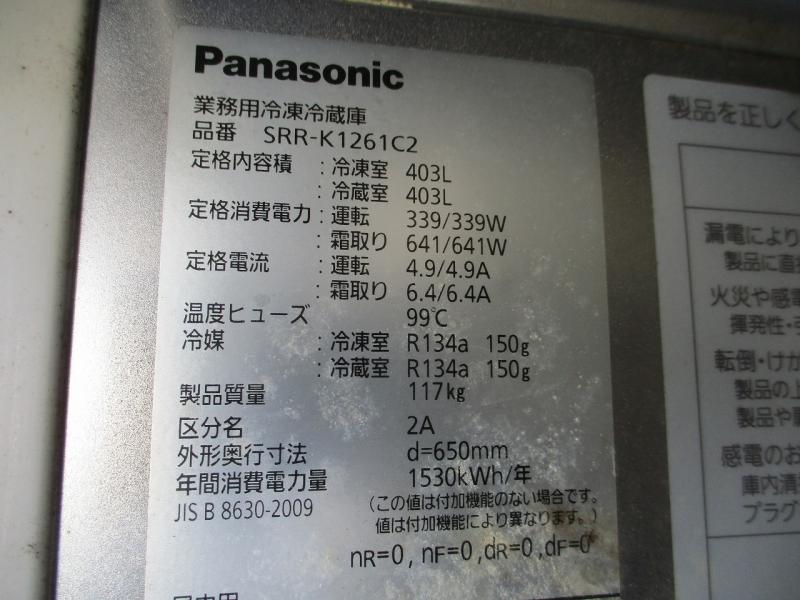 Panasonic
業務用冷凍冷蔵庫
品番 SRR-K1261C2
定格内容積 : 冷凍室 403L
: 冷蔵室 403L
定格消費電力 : 運転 339/339W
: 霜取り 641/641W
定格電流 : 運転 4.9/4.9A
: 霜取り 6.4/6.4A
温度ヒューズ 99℃
冷媒 : 冷凍室 R134a 150g
: 冷蔵室 R134a 150g
製品質量 117kg
区分名 2A
外形奥行寸法 d=650mm
年間消費電力量 1530kWh/年
JIS B 8630-2009 (この値は付加機能のない場合です。
値は付加機能により異なります。)
nR=0, nF=0,dR=0,dF=0
製品を正しく
漏電により
製品に直接
火災や感電
揮発性・引
転倒・けが
製品の上
製品や
感電のお
庫内清
プラグ